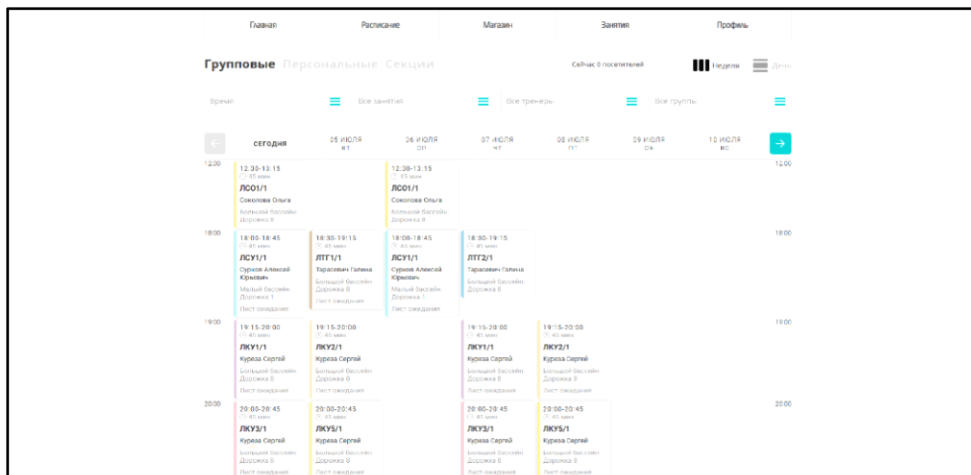 Главная Расписание Магазин Занятия Профиль
Групповые Персональные Секции Сейчас 0 посетителей Неделя День
Время Все занятия Все тренеры Все группы
СЕГОДНЯ 05 ИЮЛЯ 06 ИЮЛЯ 07 ИЮЛЯ 08 ИЮЛЯ 09 ИЮЛЯ 10 ИЮЛЯ
ВТ СР ЧТ ПТ СБ ВС
12:00 12:00
12:30-13:15 12:30-13:15
45 мин 45 мин
ЛСО1/1 ЛСО1/1
Соколова Ольга Соколова Ольга
Большой бассейн Большой бассейн
Дорожка 8 Дорожка 8
18:00 18:00
18:00-18:45 18:30-19:15 18:00-18:45 18:30-19:15
45 мин 45 мин 45 мин 45 мин
ЛСУ1/1 ЛТГ1/1 ЛСУ1/1 ЛТГ2/1
Сурков Алексей Тарасевич Галина Сурков Алексей Тарасевич Галина
Юрьевич Юрьевич
Малый бассейн Большой бассейн Малый бассейн Большой бассейн
Дорожка 1 Дорожка 8 Дорожка 1 Дорожка 8
Лист ожидания Лист ожидания Лист ожидания
19:00 19:00
19:15-20:00 19:15-20:00 19:15-20:00 19:15-20:00
45 мин 45 мин 45 мин 45 мин
ЛКУ1/1 ЛКУ2/1 ЛКУ1/1 ЛКУ2/1
Куреза Сергей Куреза Сергей Куреза Сергей Куреза Сергей
Большой бассейн Большой бассейн Большой бассейн Большой бассейн
Дорожка 8 Дорожка 8 Дорожка 8 Дорожка 8
Лист ожидания Лист ожидания Лист ожидания Лист ожидания
20:00 20:00
20:00-20:45 20:00-20:45 20:00-20:45 20:00-20:45
45 мин 45 мин 45 мин 45 мин
ЛКУ3/1 ЛКУ5/1 ЛКУ3/1 ЛКУ5/1
Куреза Сергей Куреза Сергей Куреза Сергей Куреза Сергей
Большой бассейн Большой бассейн Большой бассейн Большой бассейн
Дорожка 8 Дорожка 8 Дорожка 8 Дорожка 8
Лист ожидания Лист ожидания Лист ожидания Лист ожидания